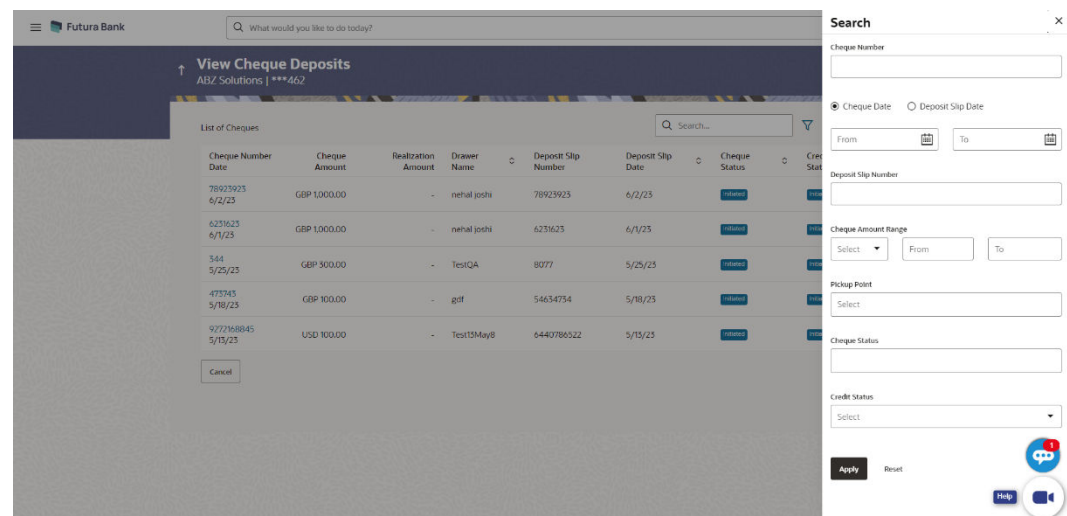 Futura Bank
What would you like to do today?
View Cheque Deposits
ABZ Solutions | ***462
List of Cheques
Search...
Cheque Number
Date
Cheque
Amount
Realization
Amount
Drawer
Name
Deposit Slip
Number
Deposit Slip
Date
Cheque
Status
78923923
6/2/23
GBP 1,000.00
-
nehal joshi
78923923
6/2/23
Initiated
6231623
6/1/23
GBP 1,000.00
-
nehal joshi
6231623
6/1/23
Initiated
544
5/25/23
GBP 300.00
-
TestQA
8077
5/25/23
Initiated
473743
5/18/23
GBP 100.00
-
gdf
54634734
5/18/23
Initiated
9272168845
5/13/23
USD 100.00
-
Test13May8
6440786522
5/13/23
Initiated
Cancel
Search
Cheque Number
Cheque Date
Deposit Slip Date
From
To
Deposit Slip Number
Cheque Amount Range
Select
From
To
Pickup Point
Select
Cheque Status
Credit Status
Select
1
Apply
Reset
Help